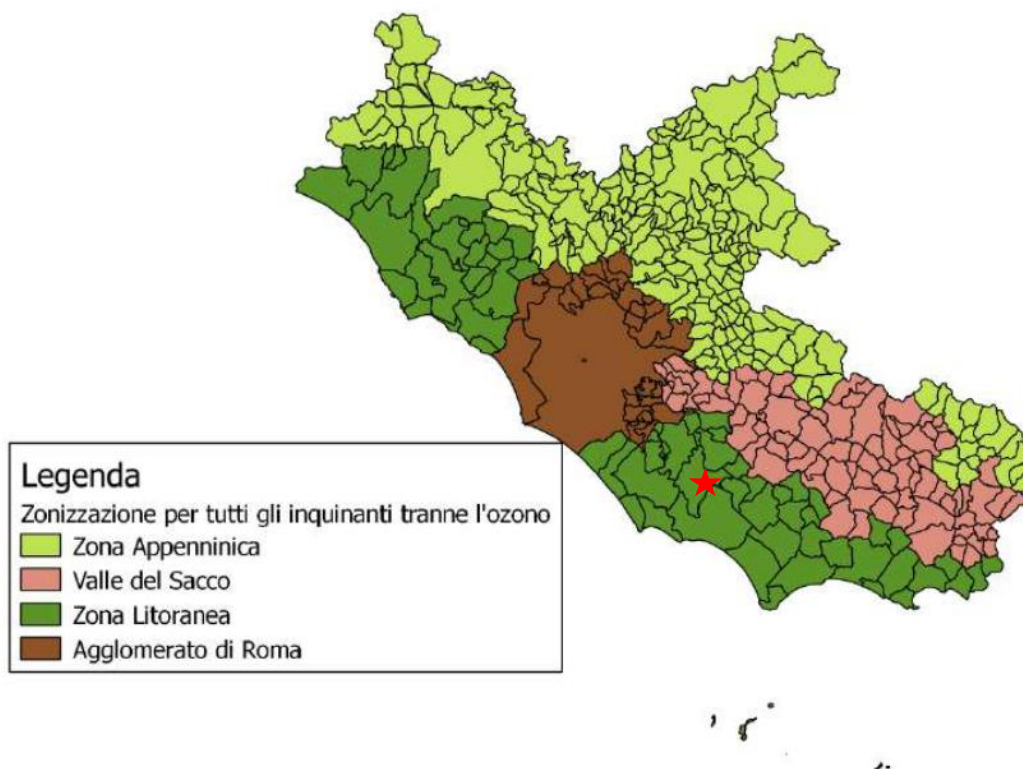 Legenda
Zonizzazione per tutti gli inquinanti tranne l'ozono
Zona Appenninica
Valle del Sacco
Zona Litoranea
Agglomerato di Roma